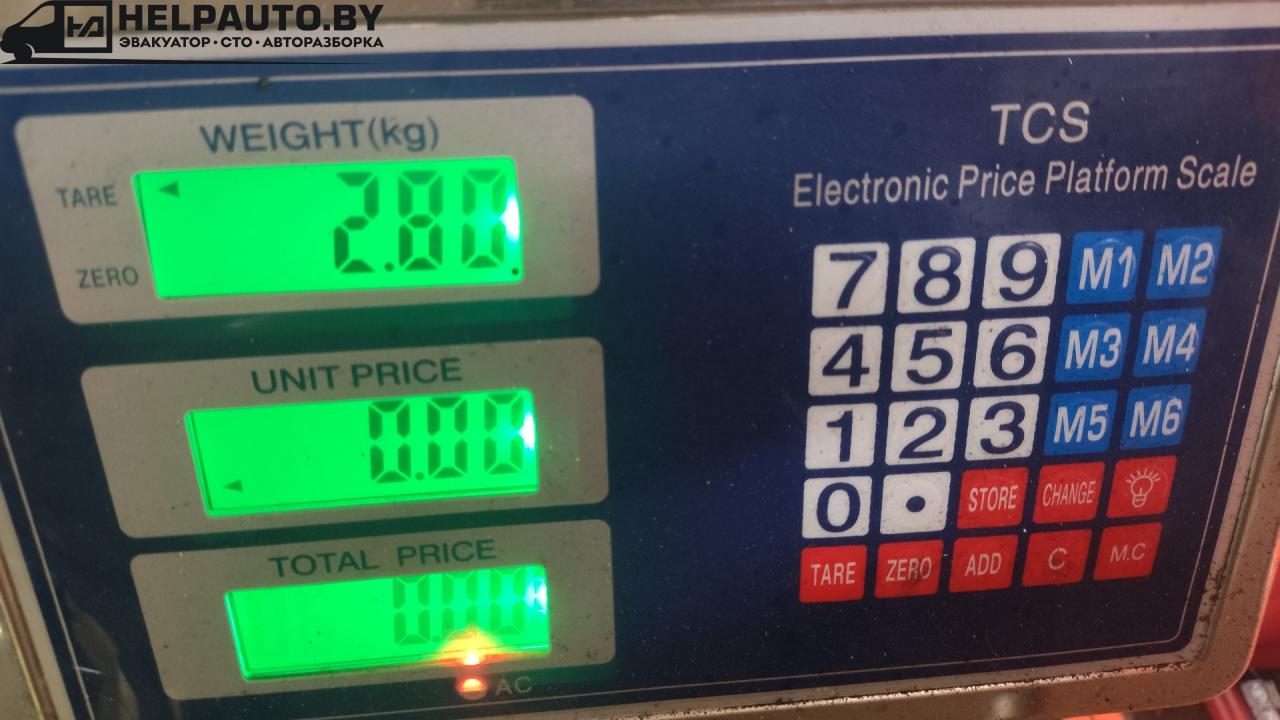 HELPAUTO.BY
ЭВАКУАТОР · СТО · АВТОРАЗБОРКА
WEIGHT(kg)
TARE
2.80
ZERO
UNIT PRICE
0.00
TOTAL PRICE
0.00
AC
TCS
Electronic Price Platform Scale
7 8 9 M1 M2
4 5 6 M3 M4
1 2 3 M5 M6
0 • STORE CHANGE
TARE ZERO ADD C M.C